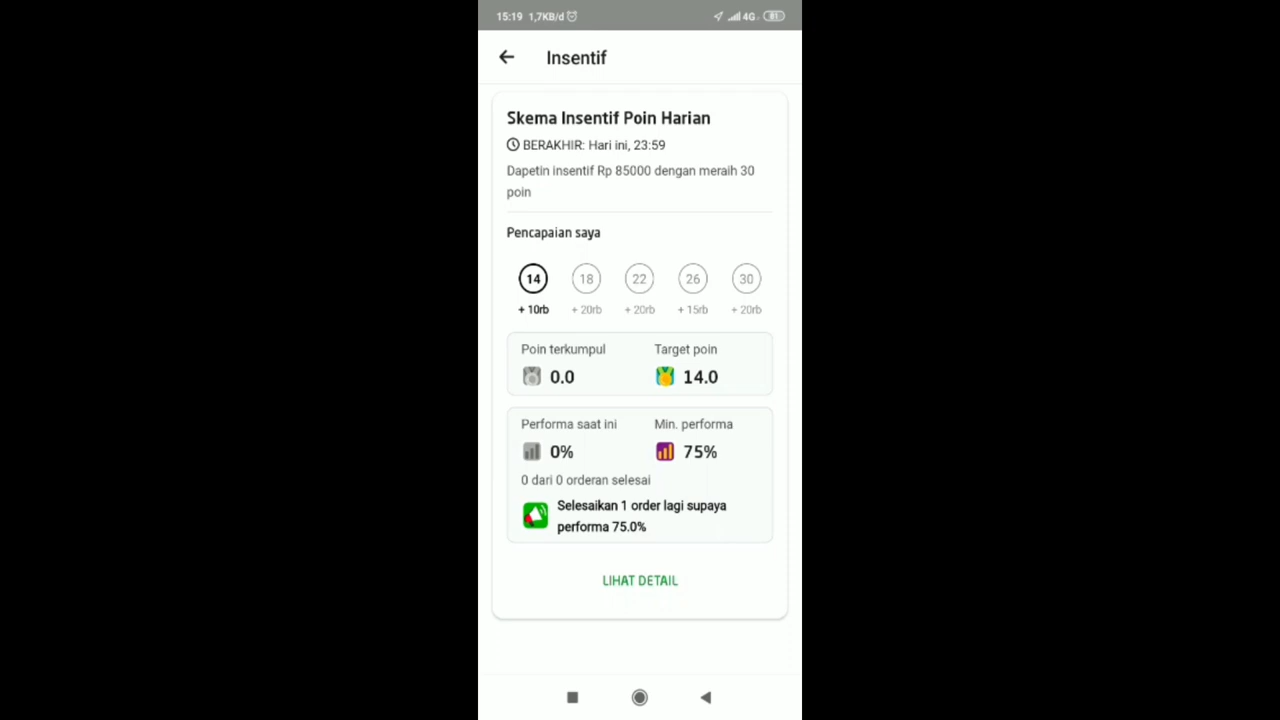 15:19 1,7KB/d 4G 81
Insentif
Skema Insentif Poin Harian
BERAKHIR: Hari ini, 23:59
Dapetin insentif Rp 85000 dengan meraih 30
poin
Pencapaian saya
14 18 22 26 30
+ 10rb + 20rb + 20rb + 15rb + 20rb
Poin terkumpul Target poin
0.0 14.0
Performa saat ini Min. performa
0% 75%
0 dari 0 orderan selesai
Selesaikan 1 order lagi supaya
performa 75.0%
LIHAT DETAIL